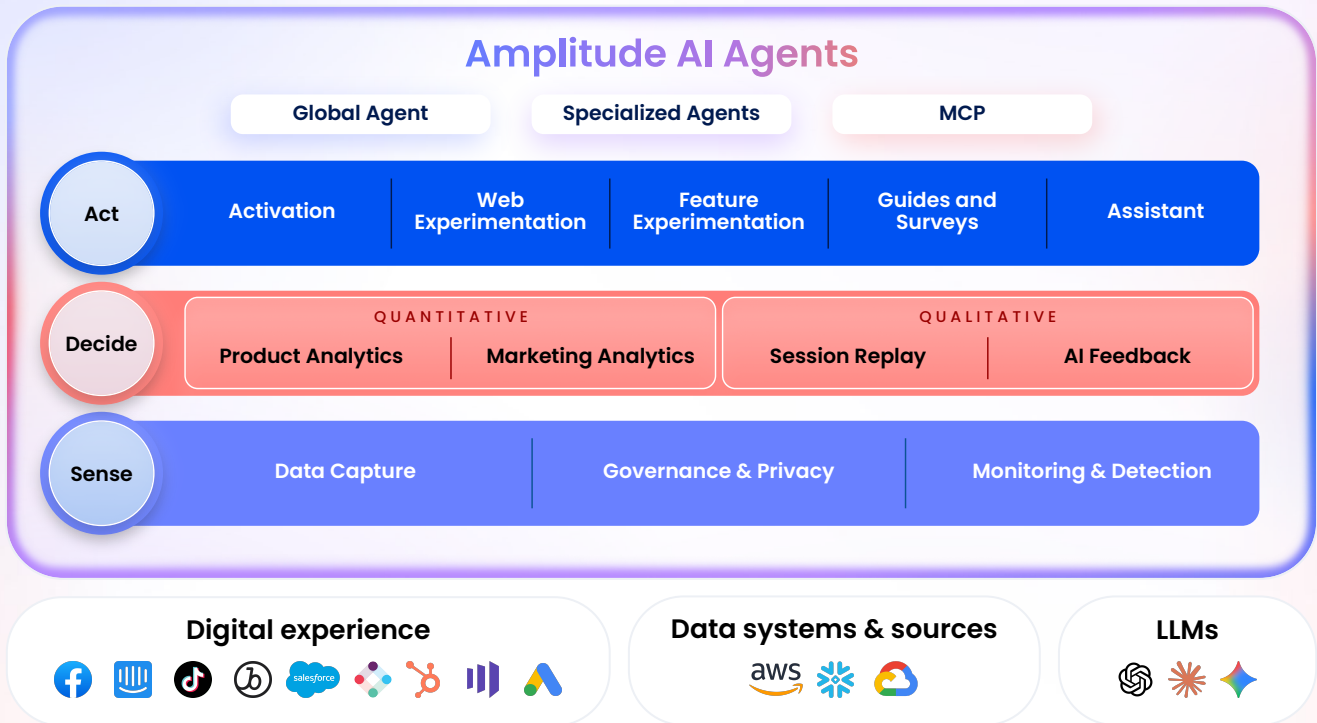 Amplitude AI Agents
Global Agent
Specialized Agents
MCP
Act
Activation
Web
Experimentation
Feature
Experimentation
Guides and
Surveys
Assistant
Decide
QUANTITATIVE
Product Analytics
Marketing Analytics
QUALITATIVE
Session Replay
AI Feedback
Sense
Data Capture
Governance & Privacy
Monitoring & Detection
Digital experience
salesforce
Data systems & sources
aws
LLMs